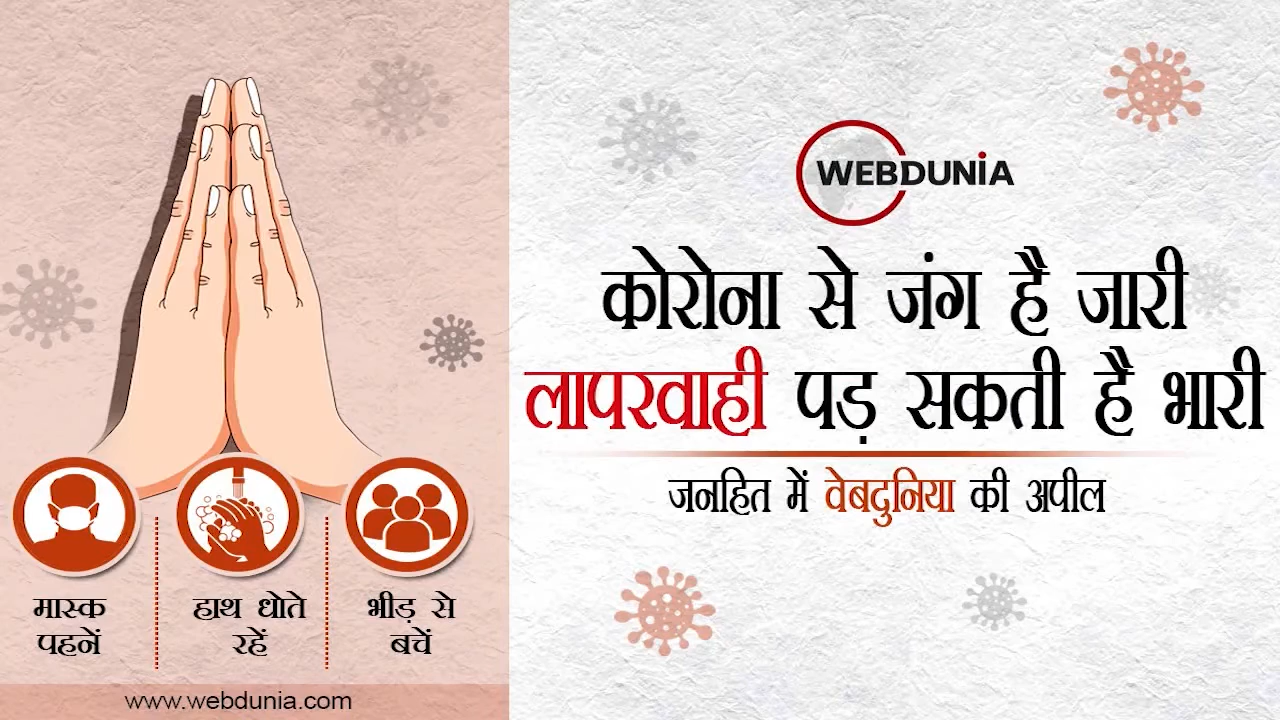 WEBDUNIA
कोरोना से जंग है जारी
लापरवाही पड़ सकती है भारी
जनहित में वेबदुनिया की अपील
मास्क
पहनें
हाथ धोते
रहें
भीड़ से
बचें
www.webdunia.com